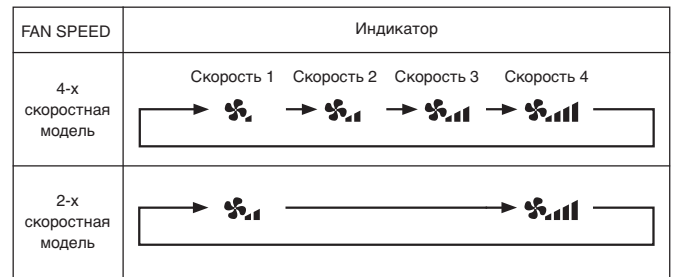 FAN SPEED
Индикатор
4-х
скоростная
модель
Скорость 1 Скорость 2 Скорость 3 Скорость 4
2-х
скоростная
модель